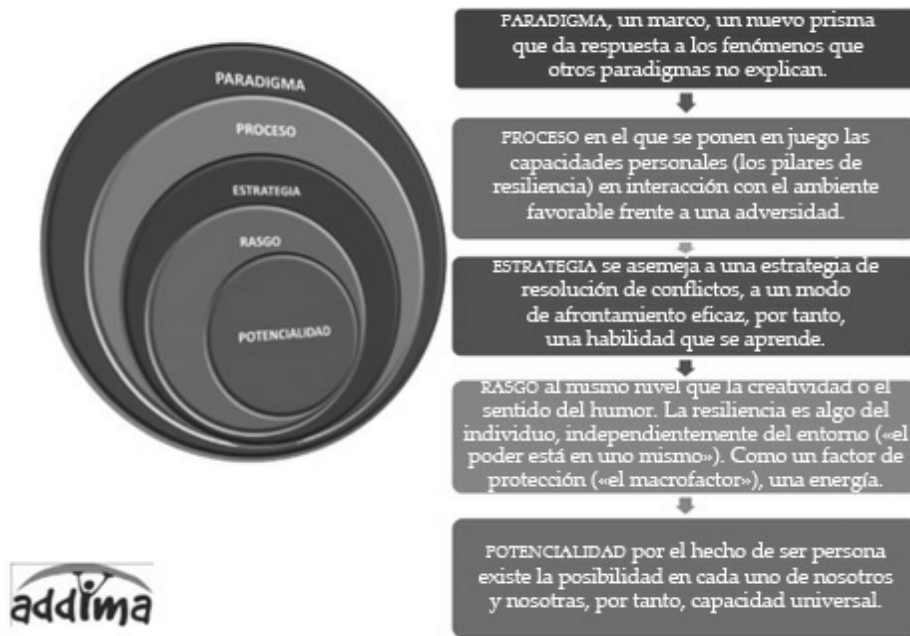 PARADIGMA
PROCESO
ESTRATEGIA
RASGO
POTENCIALIDAD
PARADIGMA, un marco, un nuevo prisma
que da respuesta a los fenómenos que
otros paradigmas no explican.
PROCESO en el que se ponen en juego las
capacidades personales (los pilares de
resiliencia) en interacción con el ambiente
favorable frente a una adversidad.
ESTRATEGIA se asemeja a una estrategia de
resolución de conflictos, a un modo
de afrontamiento eficaz, por tanto,
una habilidad que se aprende.
RASGO al mismo nivel que la creatividad o el
sentido del humor. La resiliencia es algo del
individuo, independientemente del entorno («el
poder está en uno mismo»). Como un factor de
protección («el macrofactor»), una energía.
POTENCIALIDAD por el hecho de ser persona
existe la posibilidad en cada uno de nosotros
y nosotras, por tanto, capacidad universal.
addima